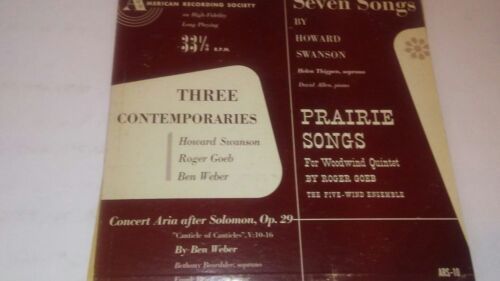 AMERICAN RECORDING SOCIETY
on High-Fidelity
Long Playing
33⅓ R.P.M.
THREE
CONTEMPORARIES
Howard Swanson
Roger Goeb
Ben Weber
Seven Songs
BY
HOWARD
SWANSON
Helen Thigpen, soprano
David Allen, piano
PRAIRIE
SONGS
For Woodwind Quintet
BY ROGER GOEB
THE FIVE-WIND ENSEMBLE
Concert Aria after Solomon, Op. 29
"Canticle of Canticles", V:10-16
By Ben Weber
Bethany Beardslee, soprano
ARS-10